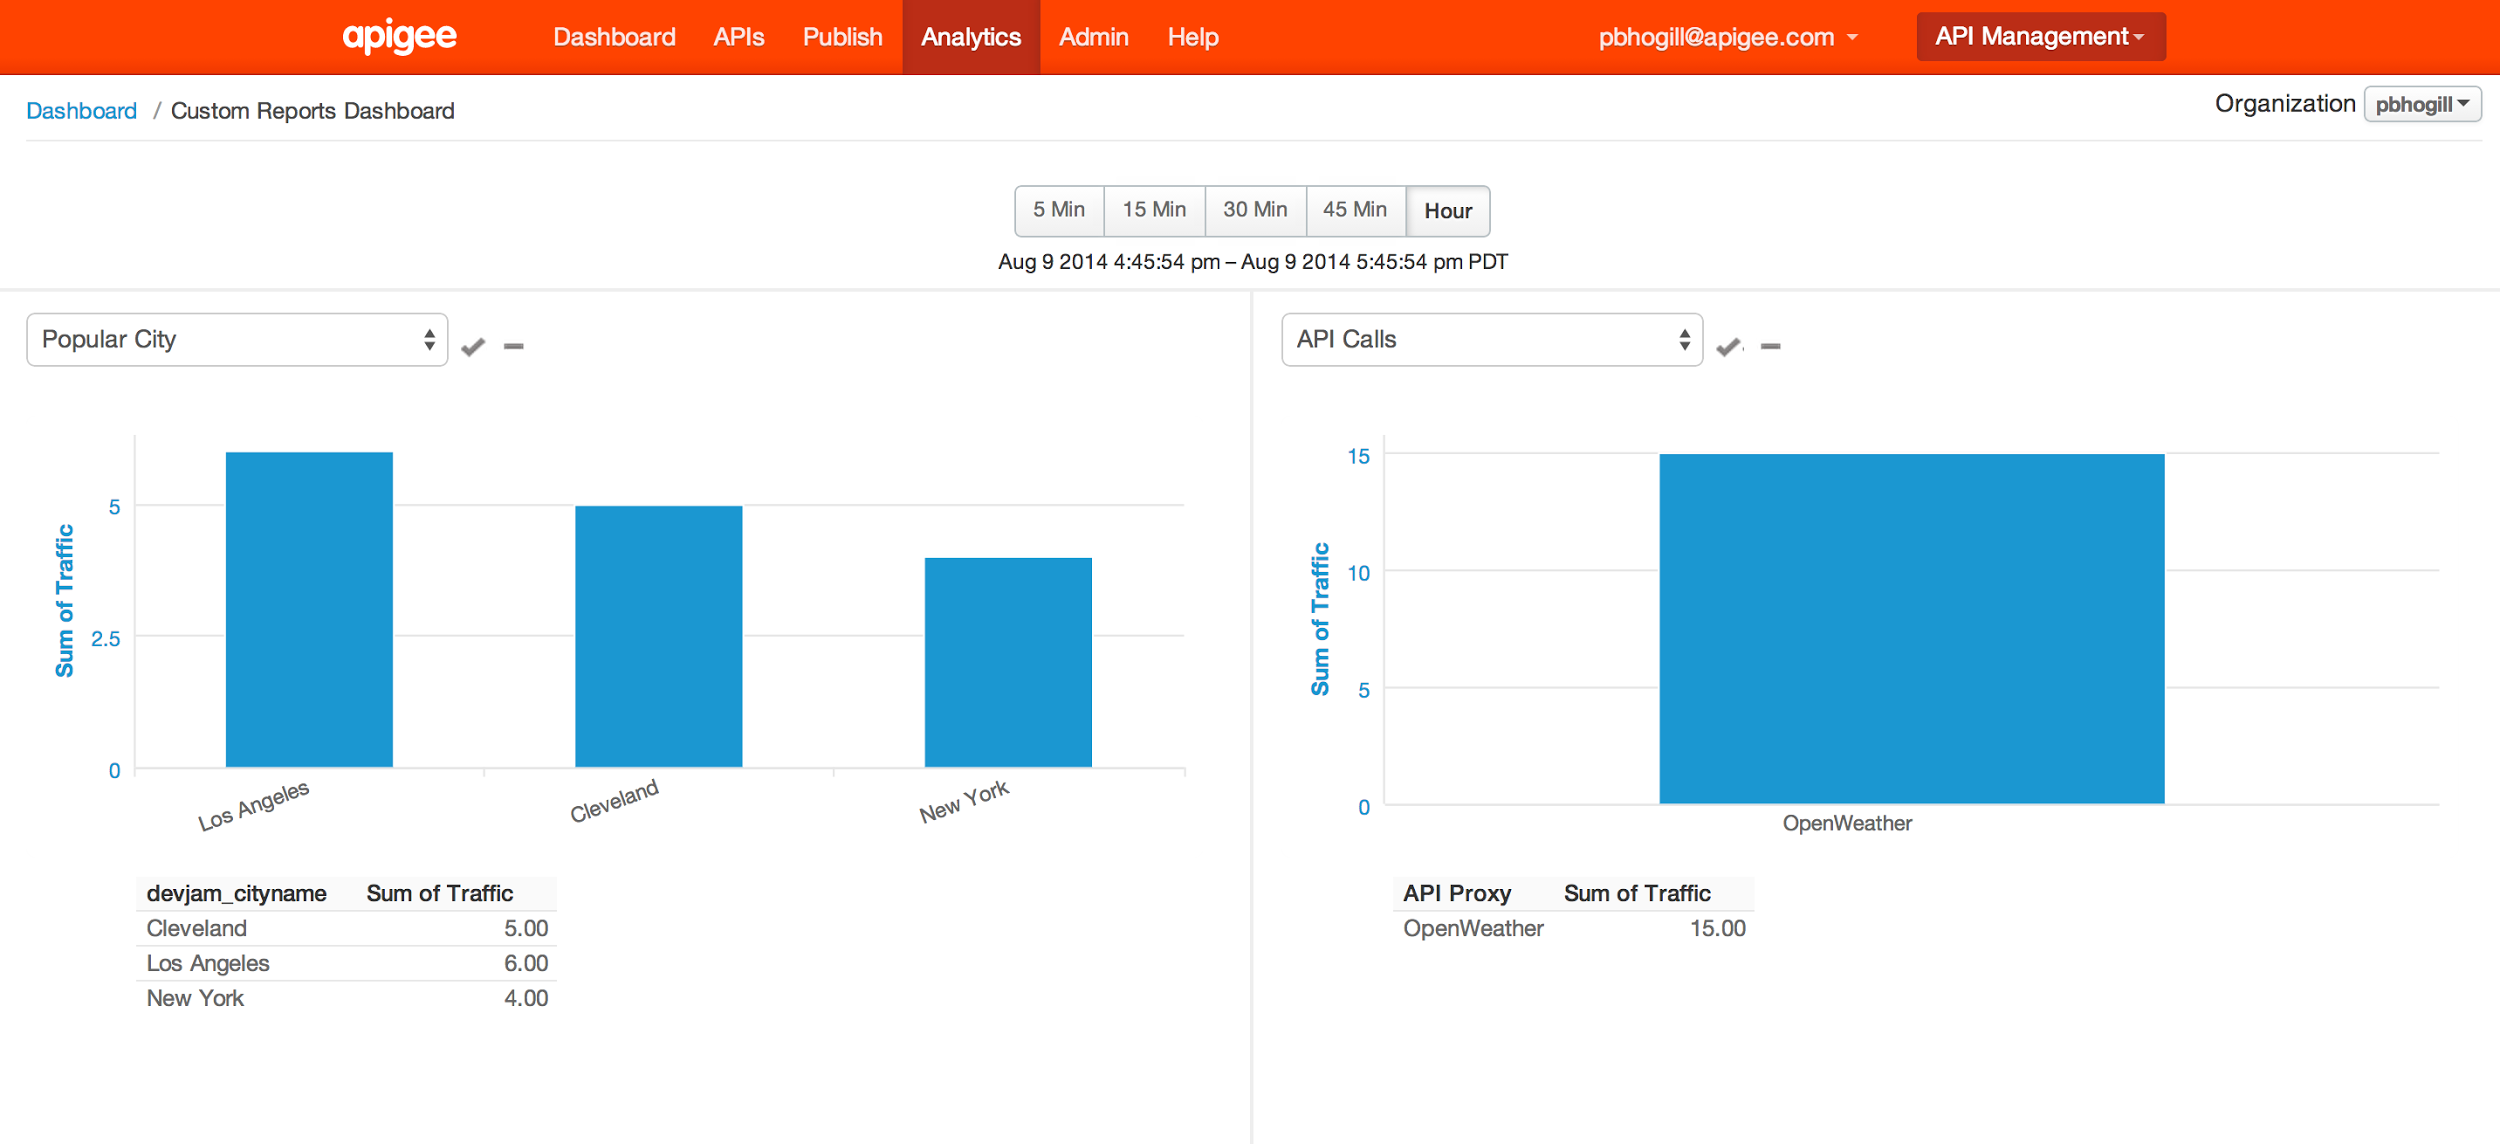 apigee Dashboard APIs Publish Analytics Admin Help pbhogill@apigee.com API Management
Dashboard / Custom Reports Dashboard Organization pbhogill
5 Min 15 Min 30 Min 45 Min Hour
Aug 9 2014 4:45:54 pm – Aug 9 2014 5:45:54 pm PDT
Popular City
Sum of Traffic
5
2.5
0
Los Angeles Cleveland New York
devjam_cityname Sum of Traffic
Cleveland 5.00
Los Angeles 6.00
New York 4.00
API Calls
Sum of Traffic
15
10
5
0
OpenWeather
API Proxy Sum of Traffic
OpenWeather 15.00